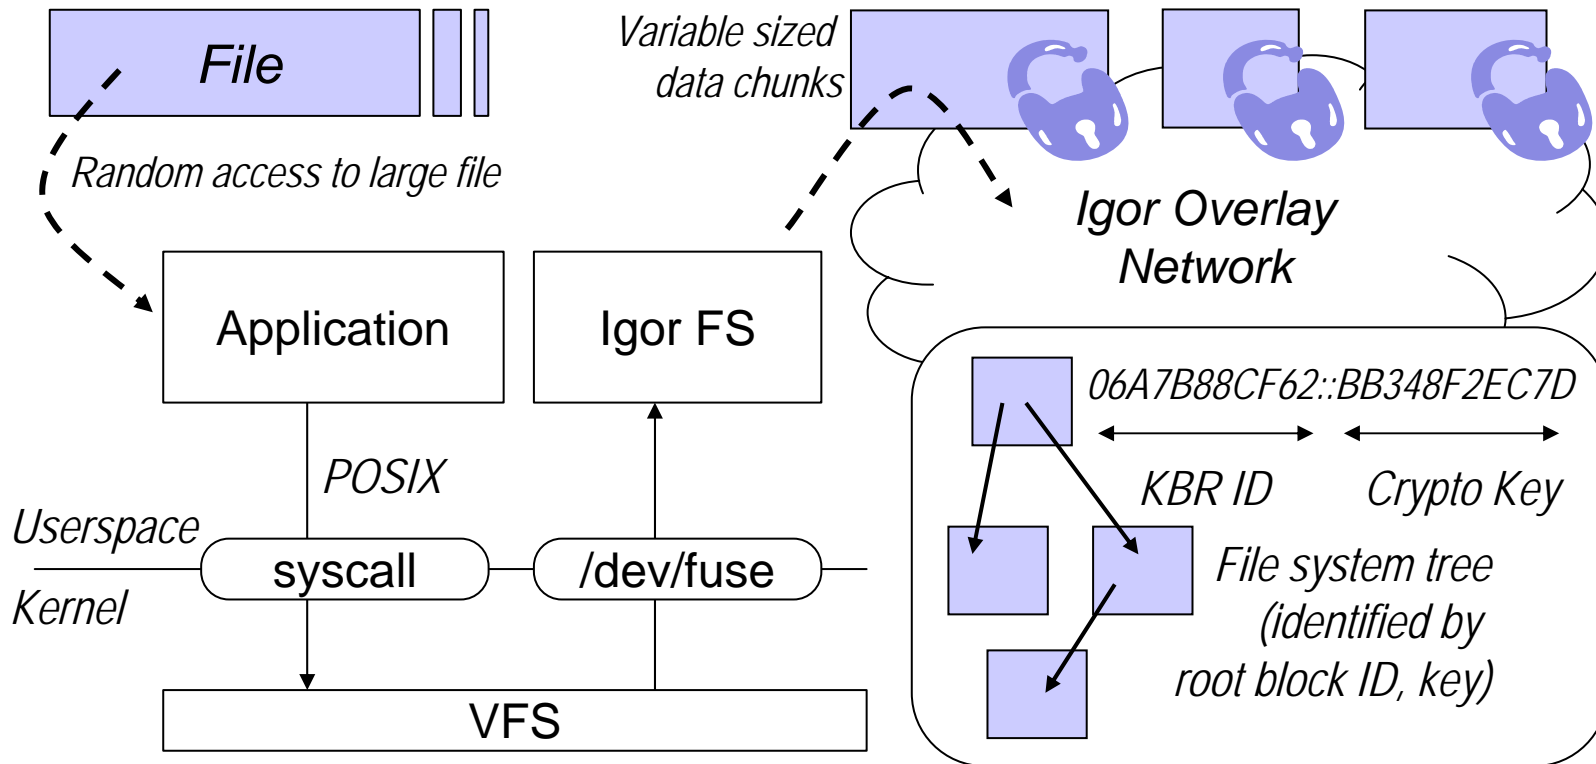 File
Variable sized
data chunks
Random access to large file
Igor Overlay
Network
Application
Igor FS
06A7B88CF62::BB348F2EC7D
KBR ID
Crypto Key
POSIX
Userspace
syscall
/dev/fuse
Kernel
File system tree
(identified by
root block ID, key)
VFS